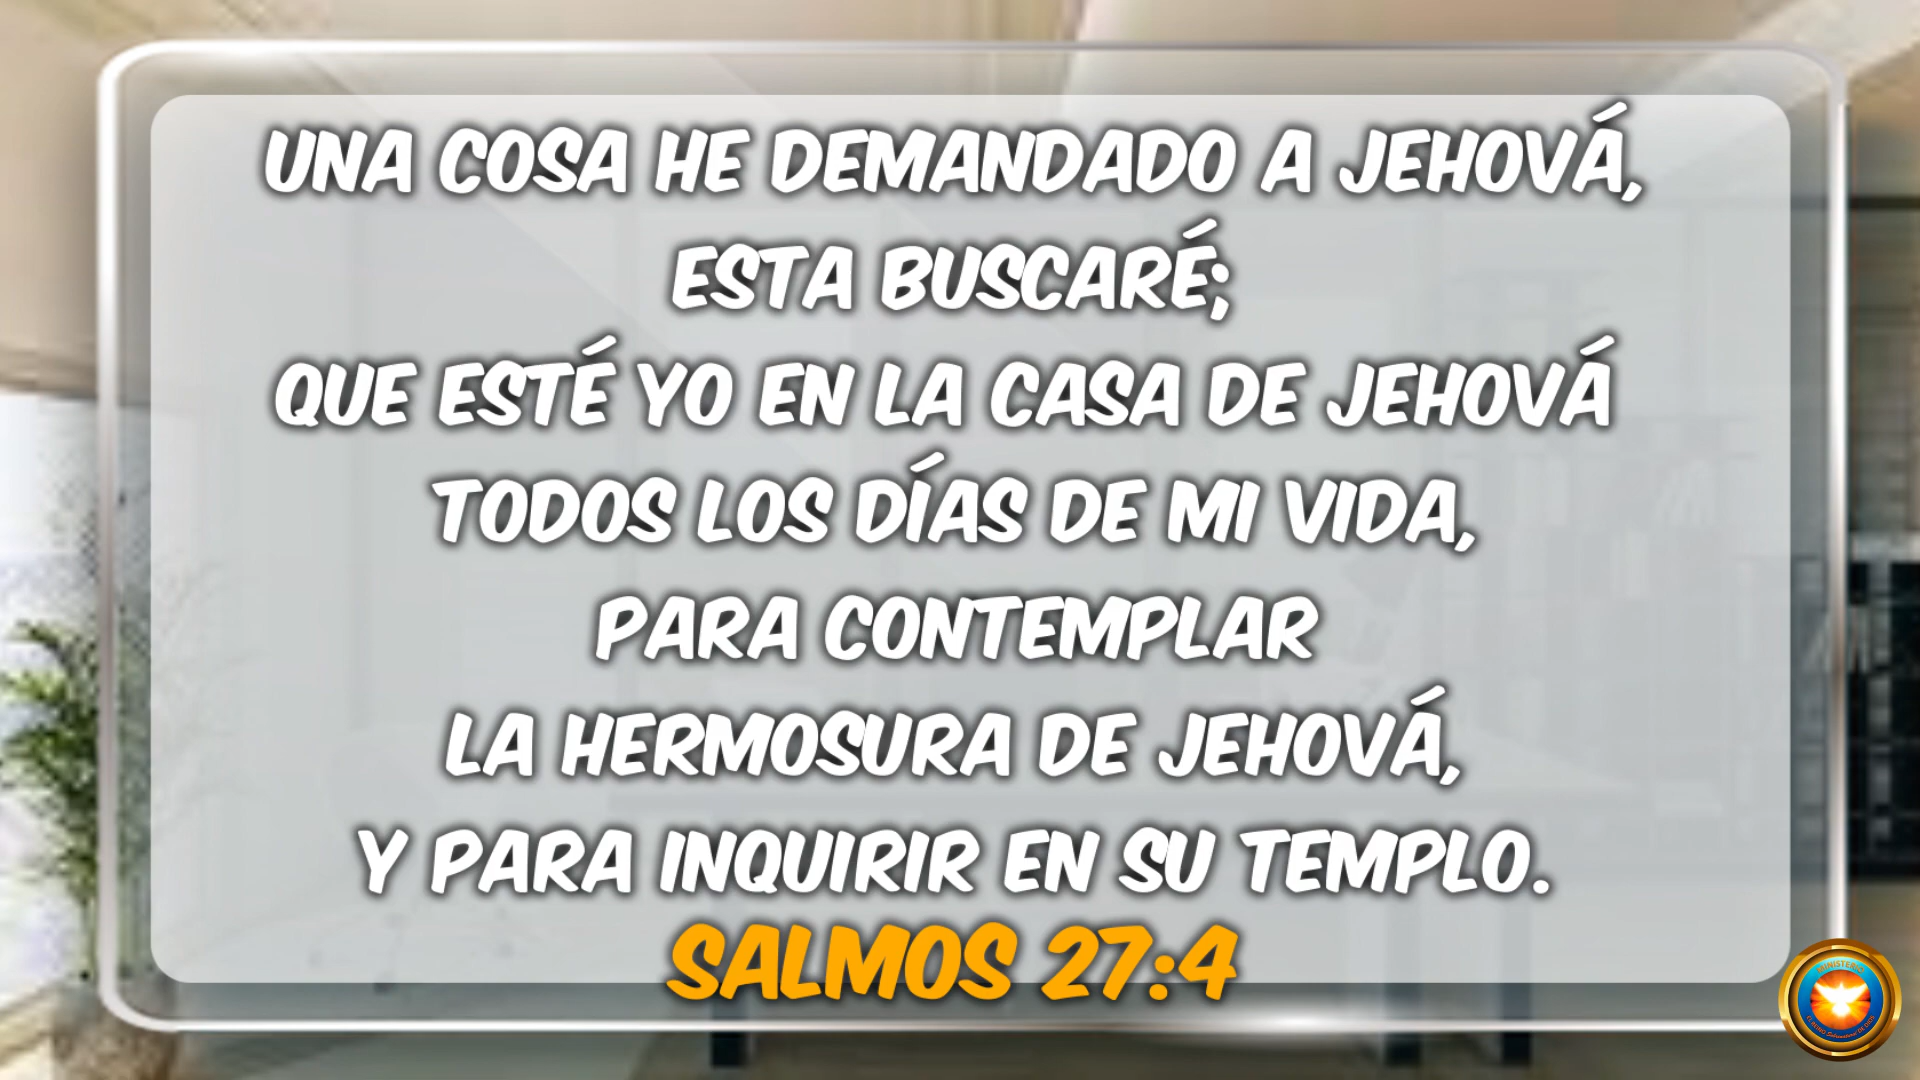 UNA COSA HE DEMANDADO A JEHOVÁ,
ESTA BUSCARÉ;
QUE ESTÉ YO EN LA CASA DE JEHOVÁ
TODOS LOS DÍAS DE MI VIDA,
PARA CONTEMPLAR
LA HERMOSURA DE JEHOVÁ,
Y PARA INQUIRIR EN SU TEMPLO.
SALMOS 27:4
MINISTERIO